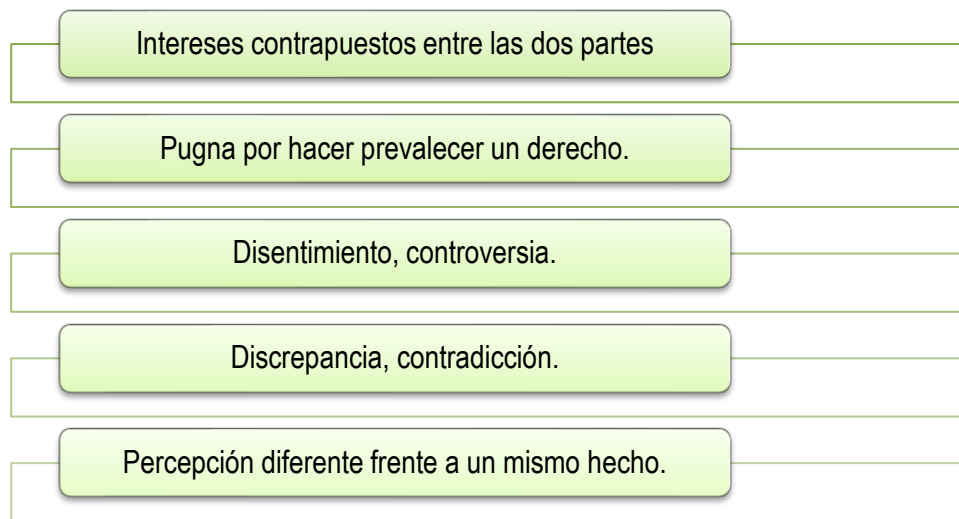 Intereses contrapuestos entre las dos partes
Pugna por hacer prevalecer un derecho.
Disentimiento, controversia.
Discrepancia, contradicción.
Percepción diferente frente a un mismo hecho.